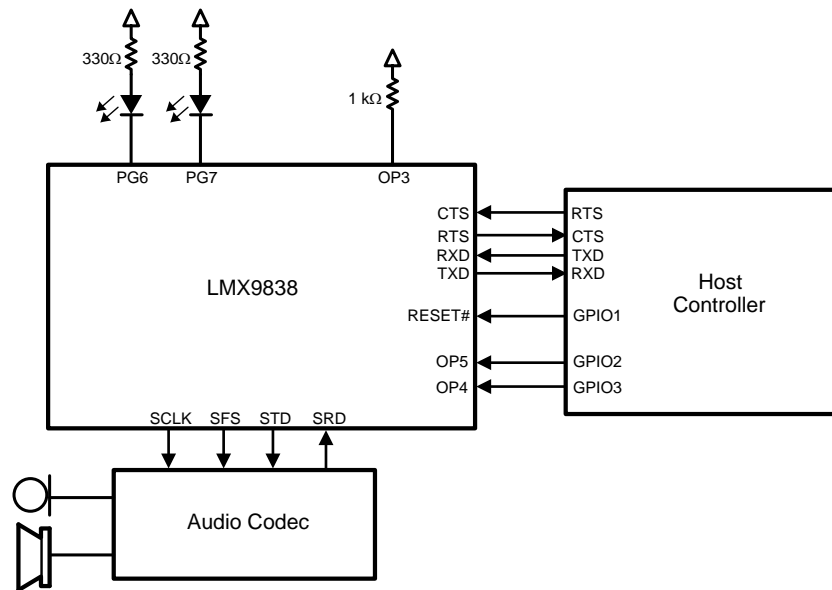 330Ω 330Ω
1 kΩ
PG6 PG7 OP3
CTS RTS
RTS CTS
RXD TXD
TXD RXD
LMX9838
Host
Controller
RESET# GPIO1
OP5 GPIO2
OP4 GPIO3
SCLK SFS STD SRD
Audio Codec